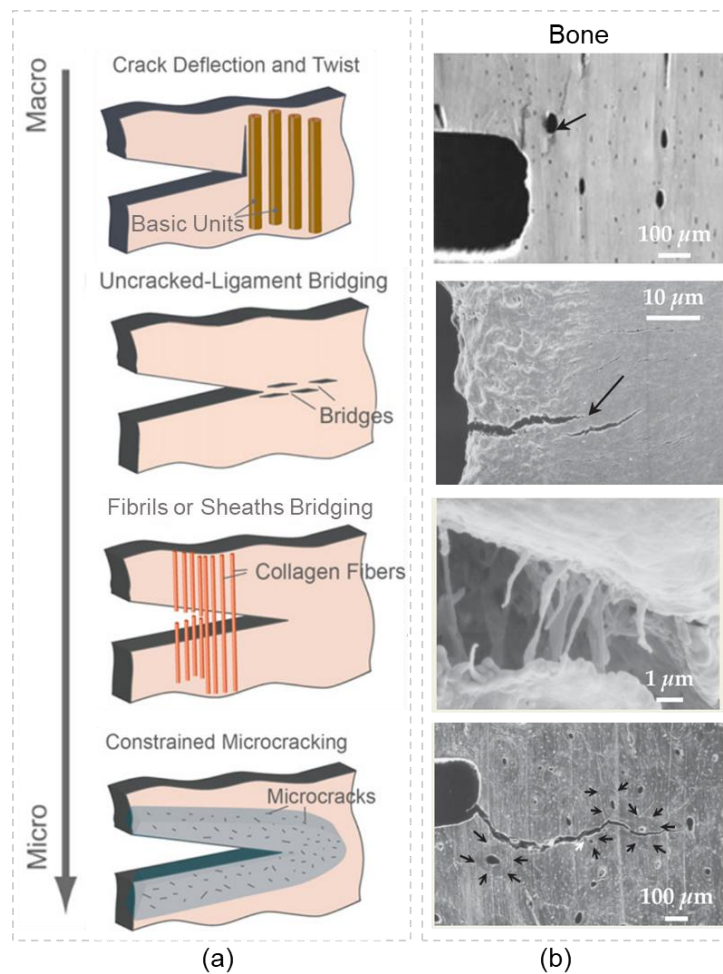 Macro
Micro
Crack Deflection and Twist
Basic Units
Uncracked-Ligament Bridging
Bridges
Fibrils or Sheaths Bridging
Collagen Fibers
Constrained Microcracking
Microcracks
(a)
Bone
100 µm
10 µm
1 µm
100 µm
(b)